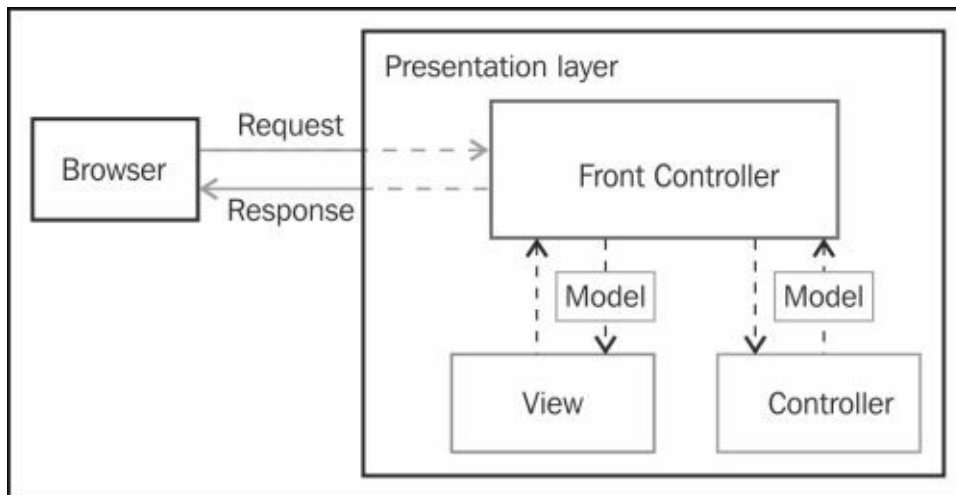 Presentation layer
Request
Browser
Front Controller
Response
Model
Model
View
Controller